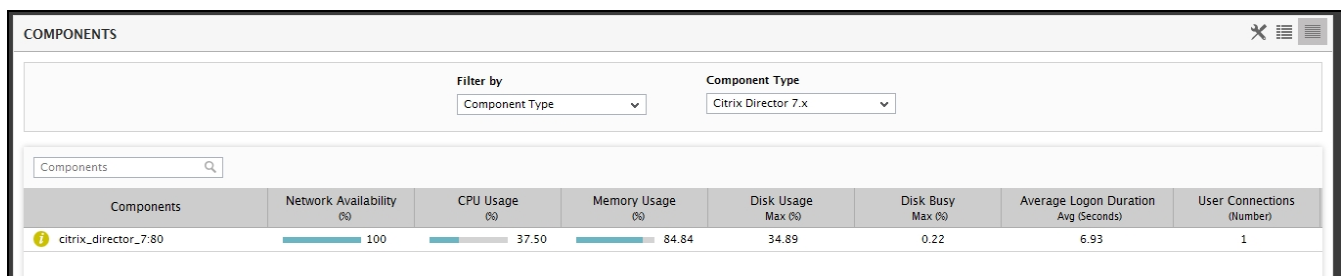 COMPONENTS
Filter by
Component Type
Component Type
Citrix Director 7.x
Components
Components
Network Availability
(%)
CPU Usage
(%)
Memory Usage
(%)
Disk Usage
Max (%)
Disk Busy
Max (%)
Average Logon Duration
Avg (Seconds)
User Connections
(Number)
citrix_director_7:80
100
37.50
84.84
34.89
0.22
6.93
1